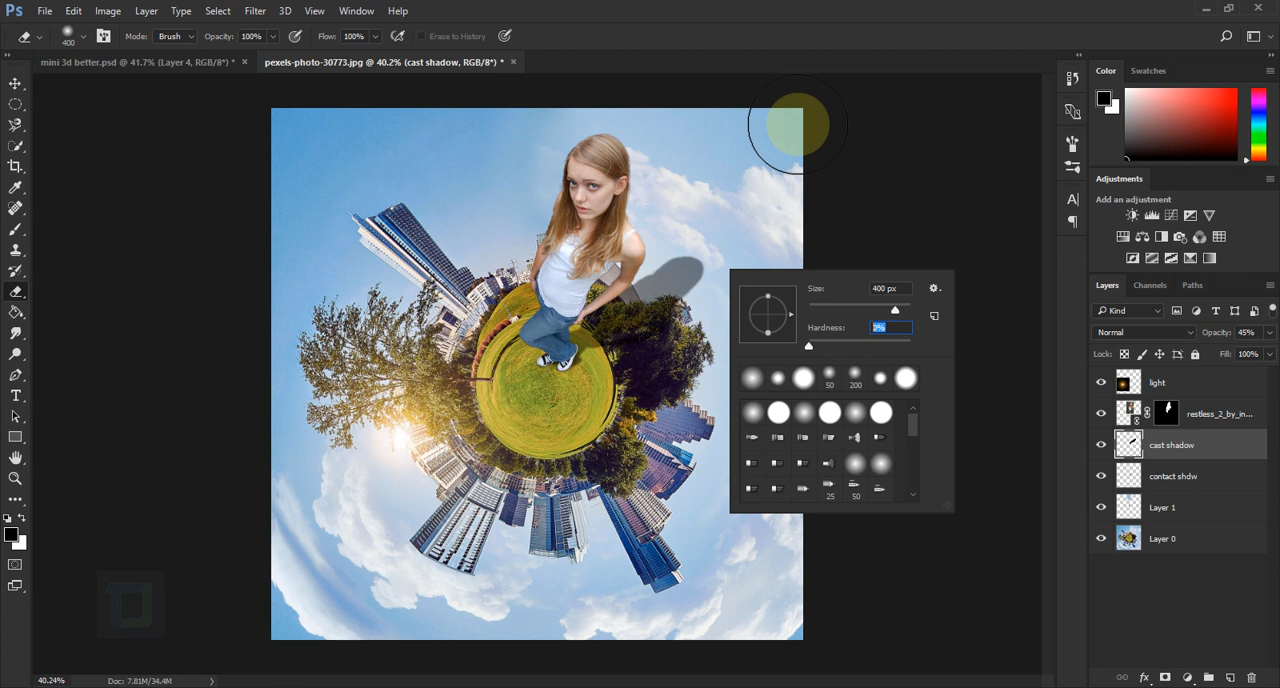 Ps File Edit Image Layer Type Select Filter 3D View Window Help
400 Mode: Brush Opacity: 100% Flow: 100% Erase to History
mini 3d better.psd @ 41.7% (Layer 4, RGB/8*) * × pexels-photo-30773.jpg @ 40.2% (cast shadow, RGB/8*) * ×
Color Swatches
Adjustments
Add an adjustment
Size: 400 px
Hardness: 0%
50 200
25 50
Layers Channels Paths
Kind
Normal Opacity: 45%
Lock: Fill: 100%
light
restless_2_by_in...
cast shadow
contact shdw
Layer 1
Layer 0
40.24% Doc: 7.81M/34.4M